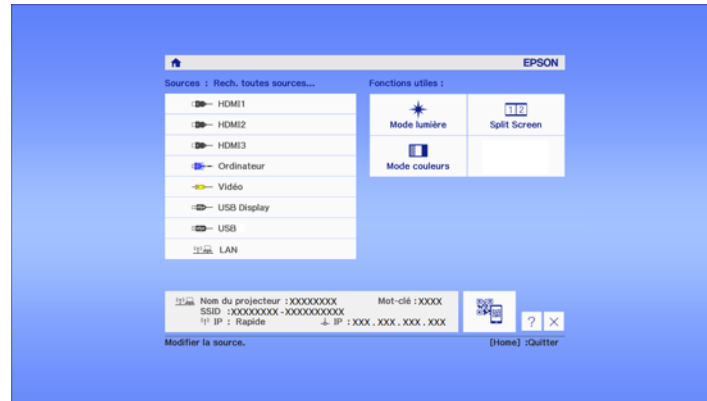 EPSON
Sources : Rech. toutes sources...
Fonctions utiles :
HDMI1
HDMI2
HDMI3
Ordinateur
Vidéo
USB Display
USB
LAN
Mode lumière
1 2
Split Screen
Mode couleurs
Nom du projecteur : XXXXXXXX Mot-clé : XXXX
SSID : XXXXXXXX - XXXXXXXXXX
IP : Rapide IP : XXX . XXX . XXX . XXX
? ×
Modifier la source. [Home] :Quitter